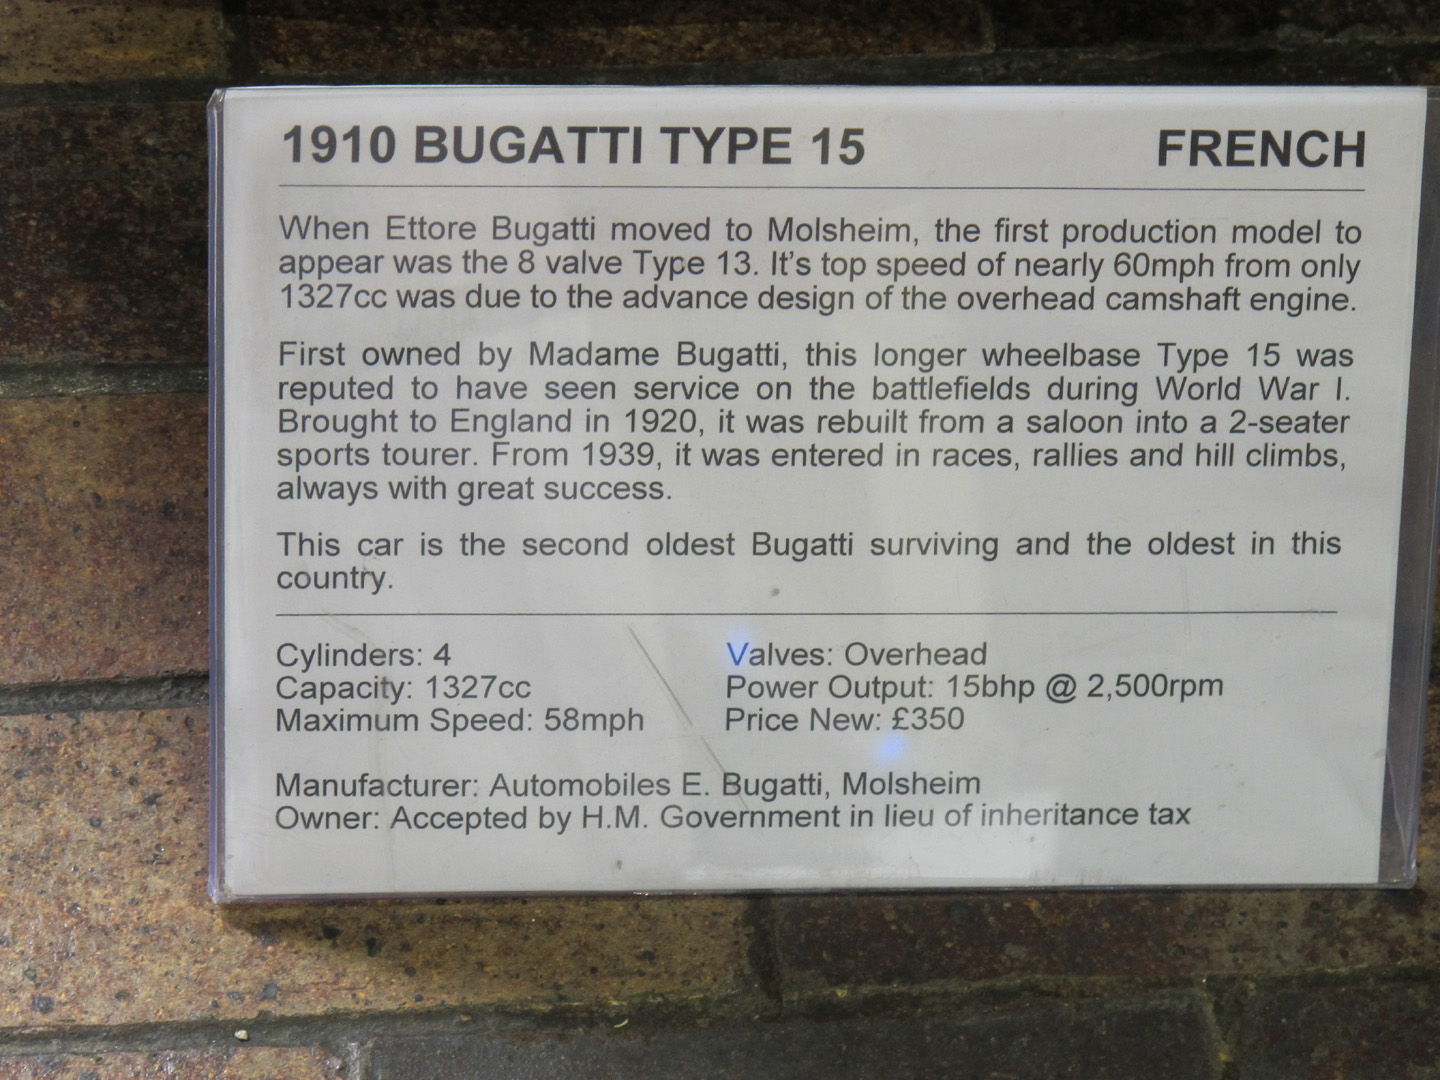 1910 BUGATTI TYPE 15 FRENCH
When Ettore Bugatti moved to Molsheim, the first production model to
appear was the 8 valve Type 13. It's top speed of nearly 60mph from only
1327cc was due to the advance design of the overhead camshaft engine.
First owned by Madame Bugatti, this longer wheelbase Type 15 was
reputed to have seen service on the battlefields during World War I.
Brought to England in 1920, it was rebuilt from a saloon into a 2-seater
sports tourer. From 1939, it was entered in races, rallies and hill climbs,
always with great success.
This car is the second oldest Bugatti surviving and the oldest in this
country.
Cylinders: 4 Valves: Overhead
Capacity: 1327cc Power Output: 15bhp @ 2,500rpm
Maximum Speed: 58mph Price New: £350
Manufacturer: Automobiles E. Bugatti, Molsheim
Owner: Accepted by H.M. Government in lieu of inheritance tax